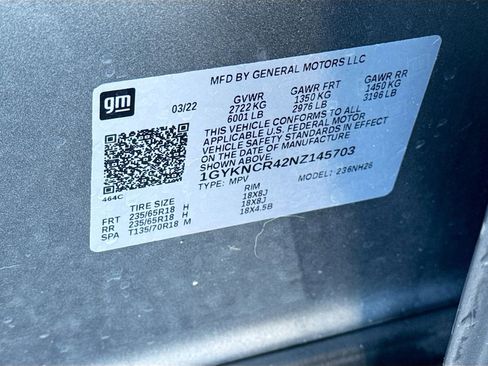 gm
MFD BY GENERAL MOTORS LLC
03/22
GVWR GAWR FRT GAWR RR
2722 KG 1350 KG 1450 KG
6001 LB 2976 LB 3196 LB
THIS VEHICLE CONFORMS TO ALL
APPLICABLE U.S. FEDERAL MOTOR
VEHICLE SAFETY STANDARDS IN EFFECT
ON THE DATE OF MANUFACTURE
SHOWN ABOVE.
1GYKNCR42NZ145703
TYPE: MPV MODEL: 236NH26
464C
TIRE SIZE RIM
FRT 235/65R18 H 18X8J
RR 235/65R18 H 18X8J
SPA T135/70R18 M 18X4.5B